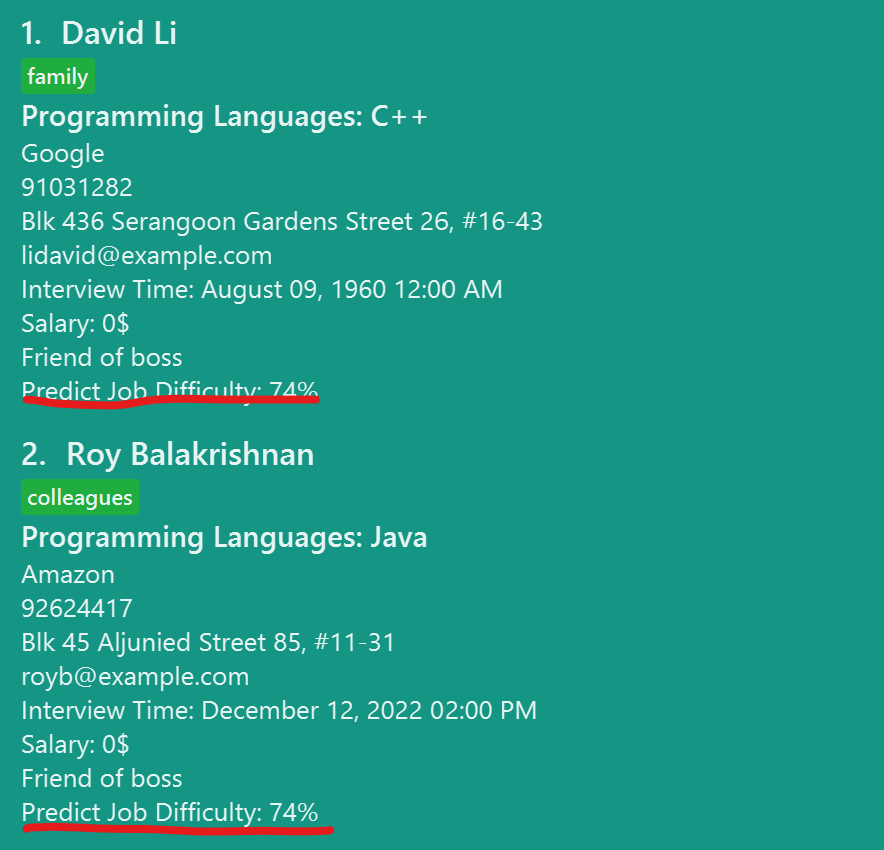 1. David Li
family
Programming Languages: C++
Google
91031282
Blk 436 Serangoon Gardens Street 26, #16-43
lidavid@example.com
Interview Time: August 09, 1960 12:00 AM
Salary: 0$
Friend of boss
Predict Job Difficulty: 74%
2. Roy Balakrishnan
colleagues
Programming Languages: Java
Amazon
92624417
Blk 45 Aljunied Street 85, #11-31
royb@example.com
Interview Time: December 12, 2022 02:00 PM
Salary: 0$
Friend of boss
Predict Job Difficulty: 74%